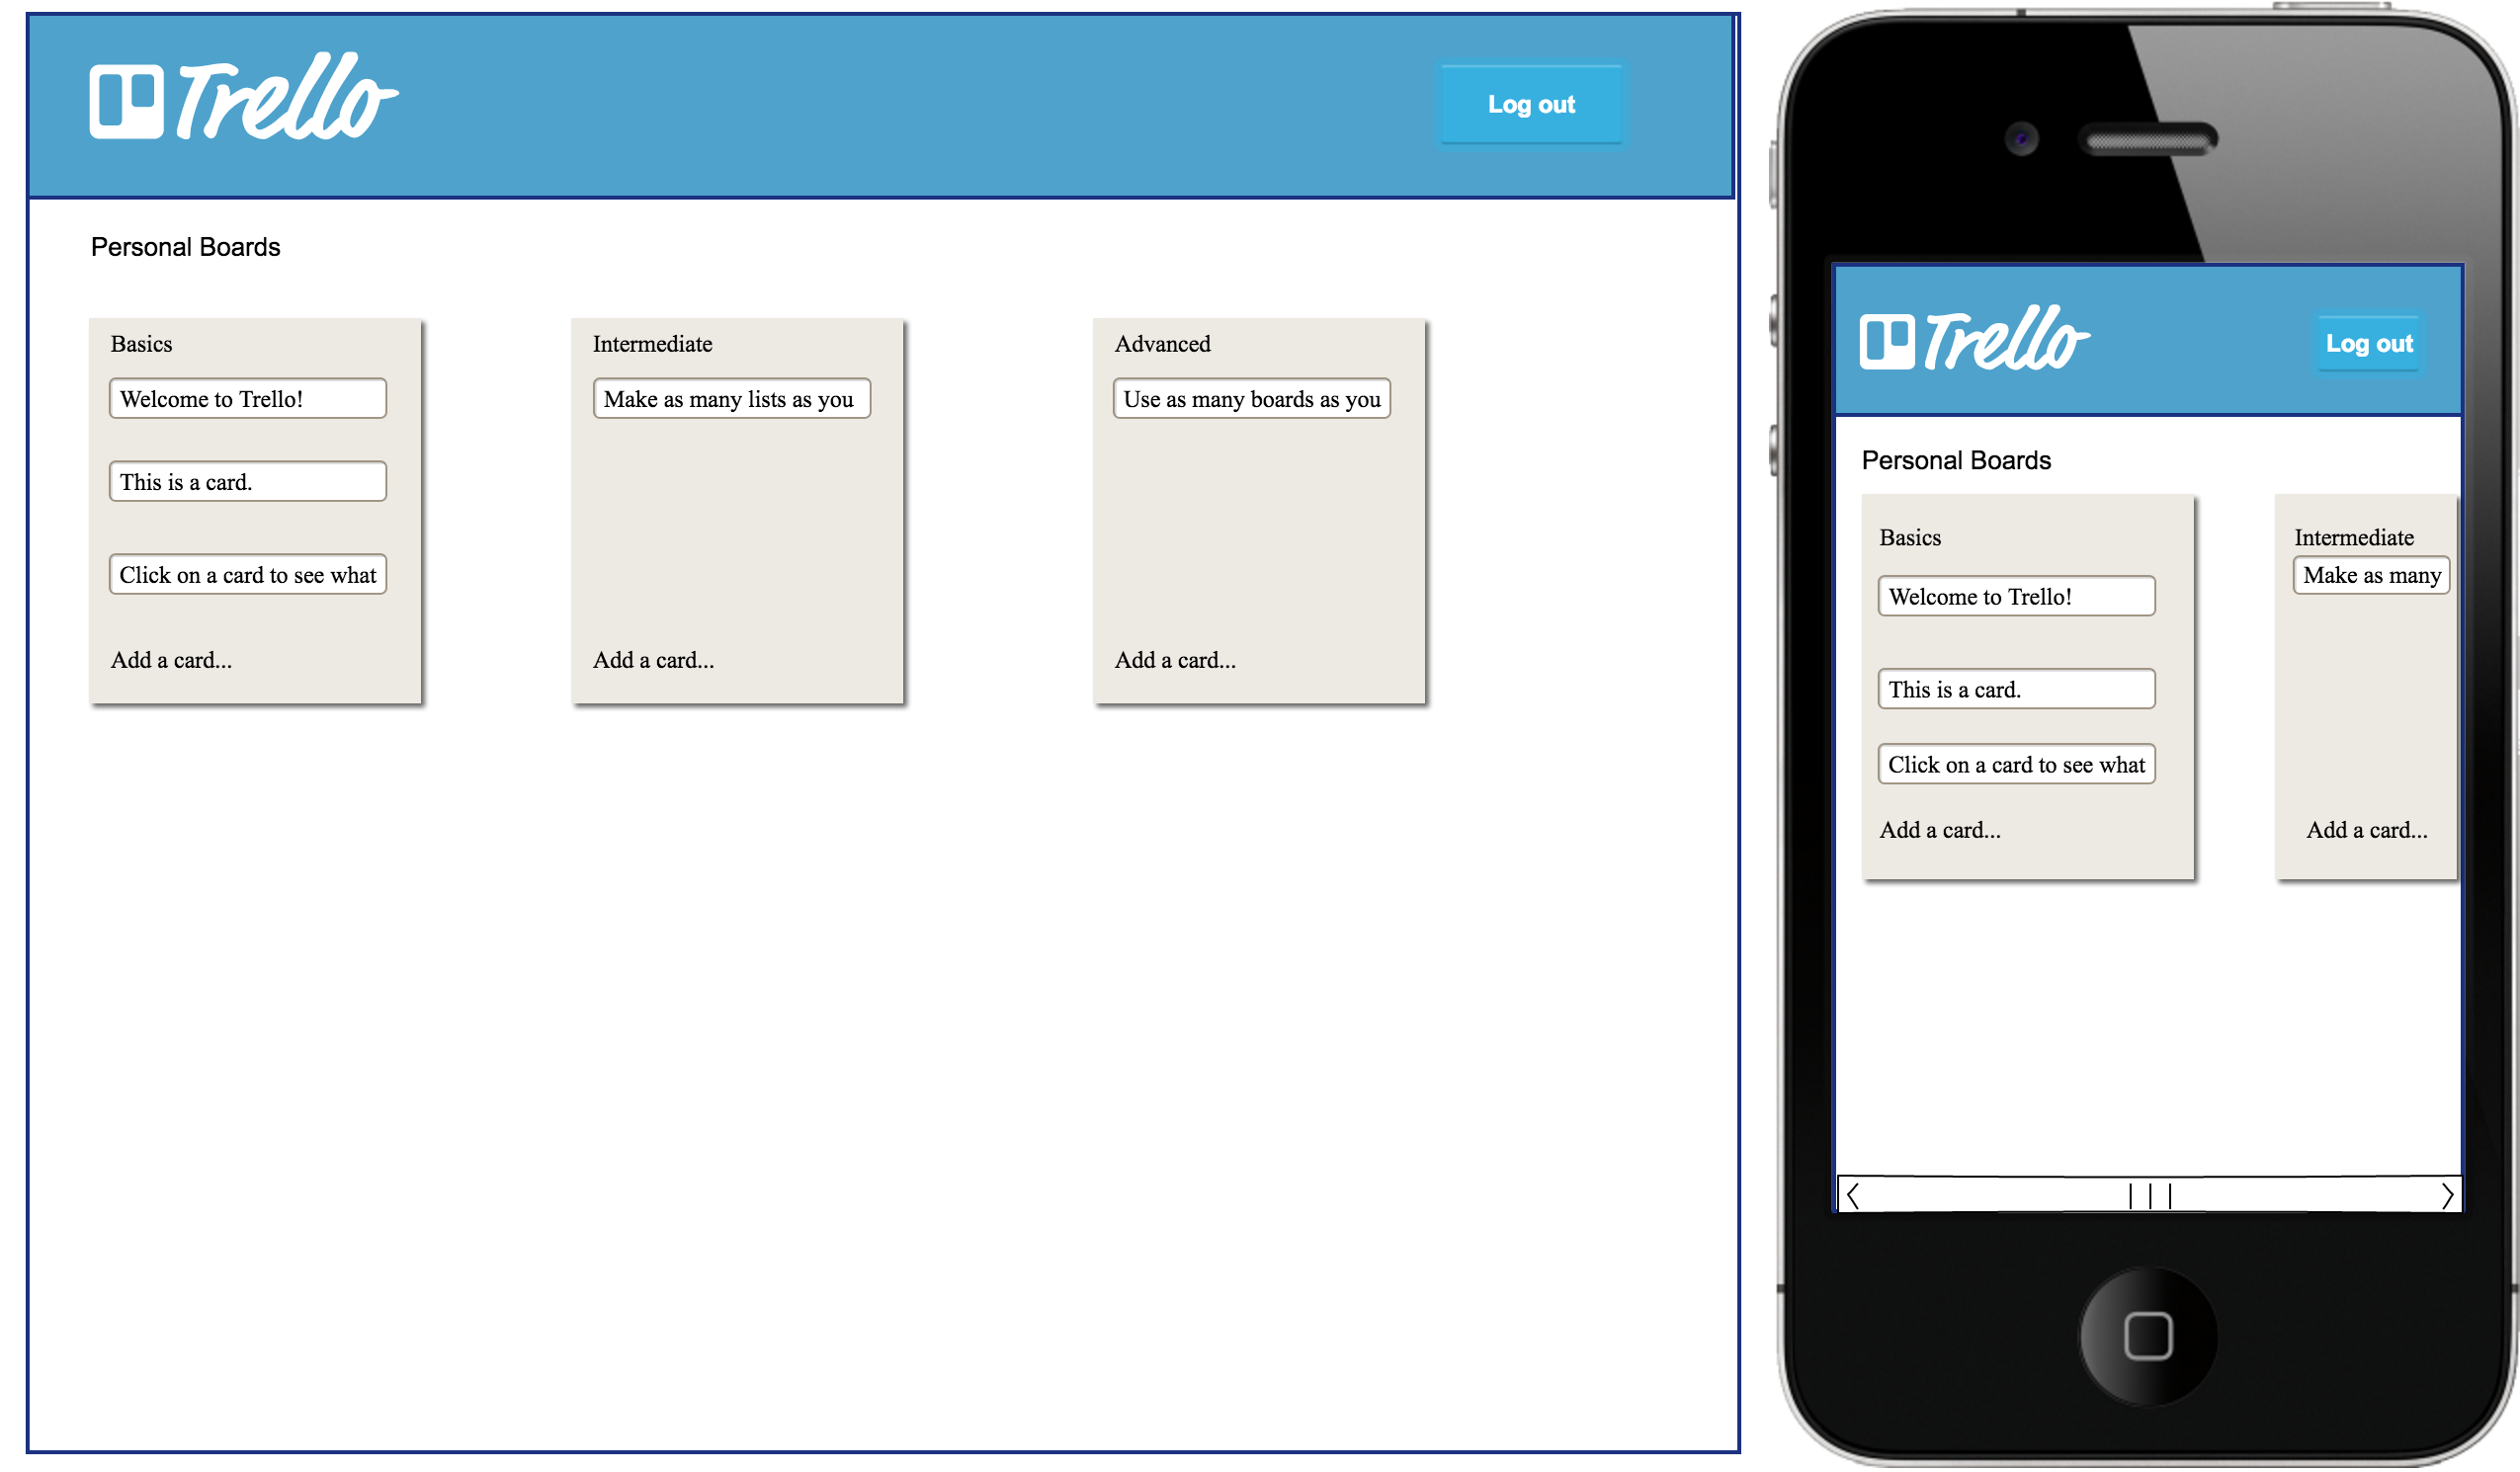 Trello
Log out
Personal Boards
Basics
Welcome to Trello!
This is a card.
Click on a card to see what
Add a card...
Intermediate
Make as many lists as you
Add a card...
Advanced
Use as many boards as you
Add a card...
Trello
Log out
Personal Boards
Basics
Welcome to Trello!
This is a card.
Click on a card to see what
Add a card...
Intermediate
Make as many
Add a card...